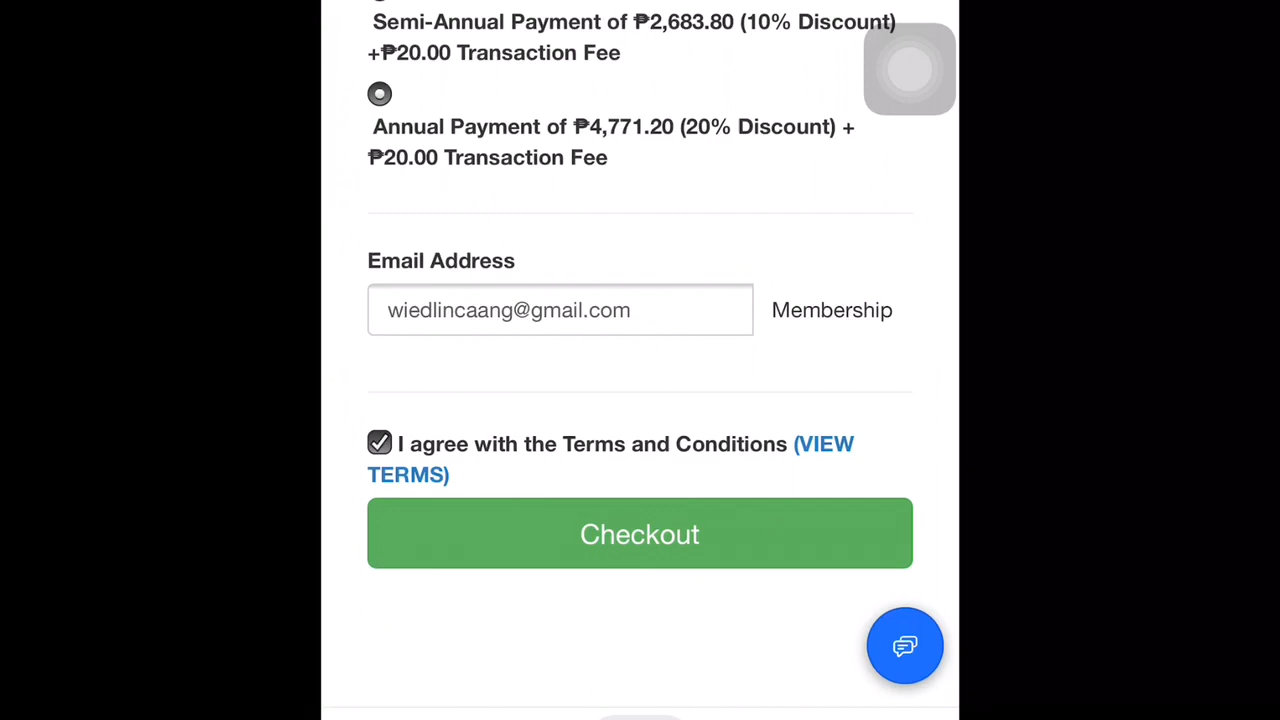 Semi-Annual Payment of ₱2,683.80 (10% Discount)
+₱20.00 Transaction Fee
Annual Payment of ₱4,771.20 (20% Discount) +
₱20.00 Transaction Fee
Email Address
wiedlincaang@gmail.com Membership
I agree with the Terms and Conditions (VIEW
TERMS)
Checkout